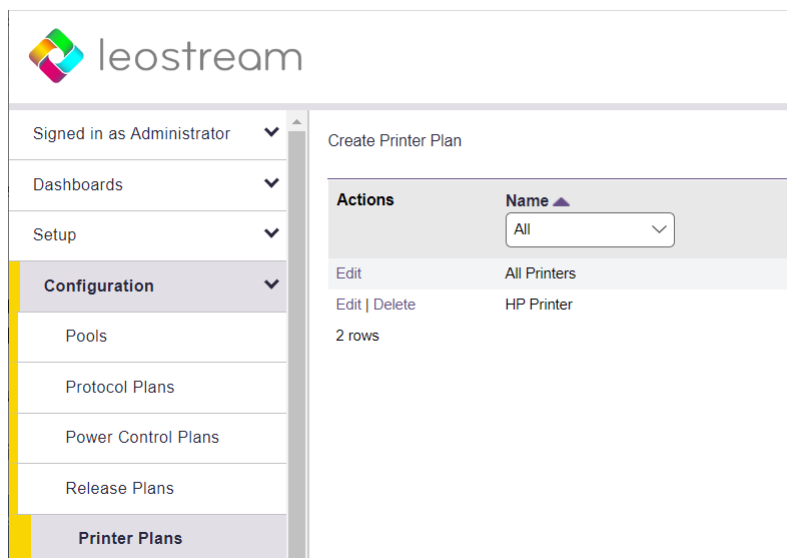 leostream
Signed in as Administrator
Dashboards
Setup
Configuration
Pools
Protocol Plans
Power Control Plans
Release Plans
Printer Plans
Create Printer Plan
Actions Name
All
Edit All Printers
Edit | Delete HP Printer
2 rows